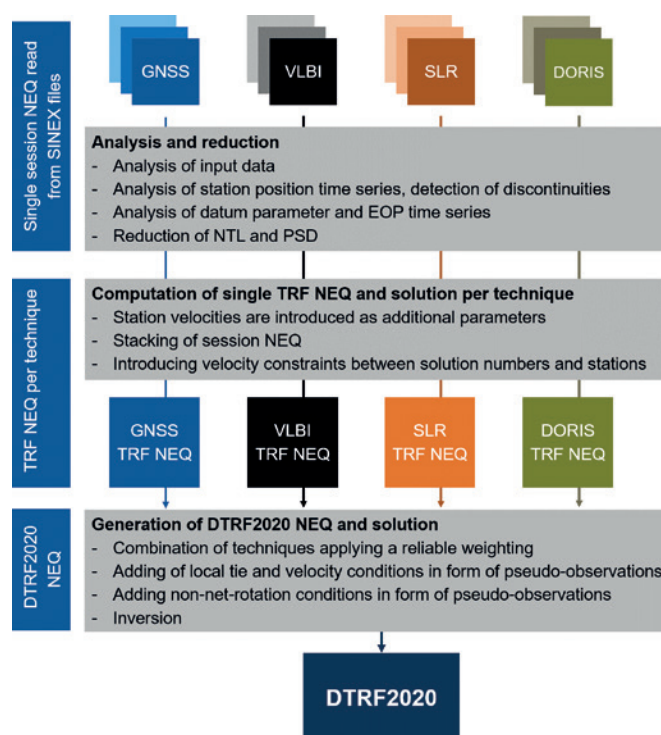 Single session NEQ read
from SINEX files
GNSS
VLBI
SLR
DORIS
Analysis and reduction
- Analysis of input data
- Analysis of station position time series, detection of discontinuities
- Analysis of datum parameter and EOP time series
- Reduction of NTL and PSD
TRF NEQ per technique
Computation of single TRF NEQ and solution per technique
- Station velocities are introduced as additional parameters
- Stacking of session NEQ
- Introducing velocity constraints between solution numbers and stations
GNSS
TRF NEQ
VLBI
TRF NEQ
SLR
TRF NEQ
DORIS
TRF NEQ
DTRF2020
NEQ
Generation of DTRF2020 NEQ and solution
- Combination of techniques applying a reliable weighting
- Adding of local tie and velocity conditions in form of pseudo-observations
- Adding non-net-rotation conditions in form of pseudo-observations
- Inversion
DTRF2020